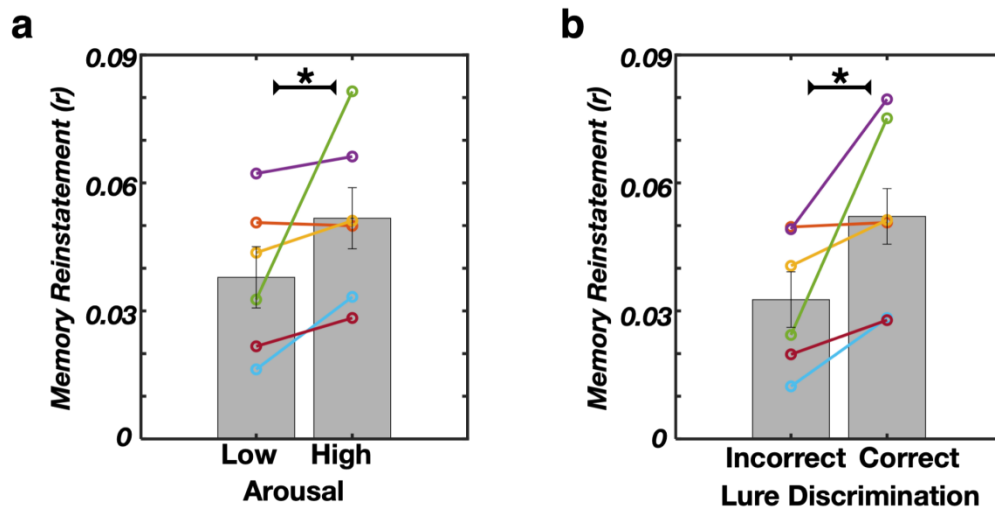 a
0.09
0.06
0.03
0
Memory Reinstatement (r)
*
Low High
Arousal
b
0.09
0.06
0.03
0
Memory Reinstatement (r)
*
Incorrect Correct
Lure Discrimination